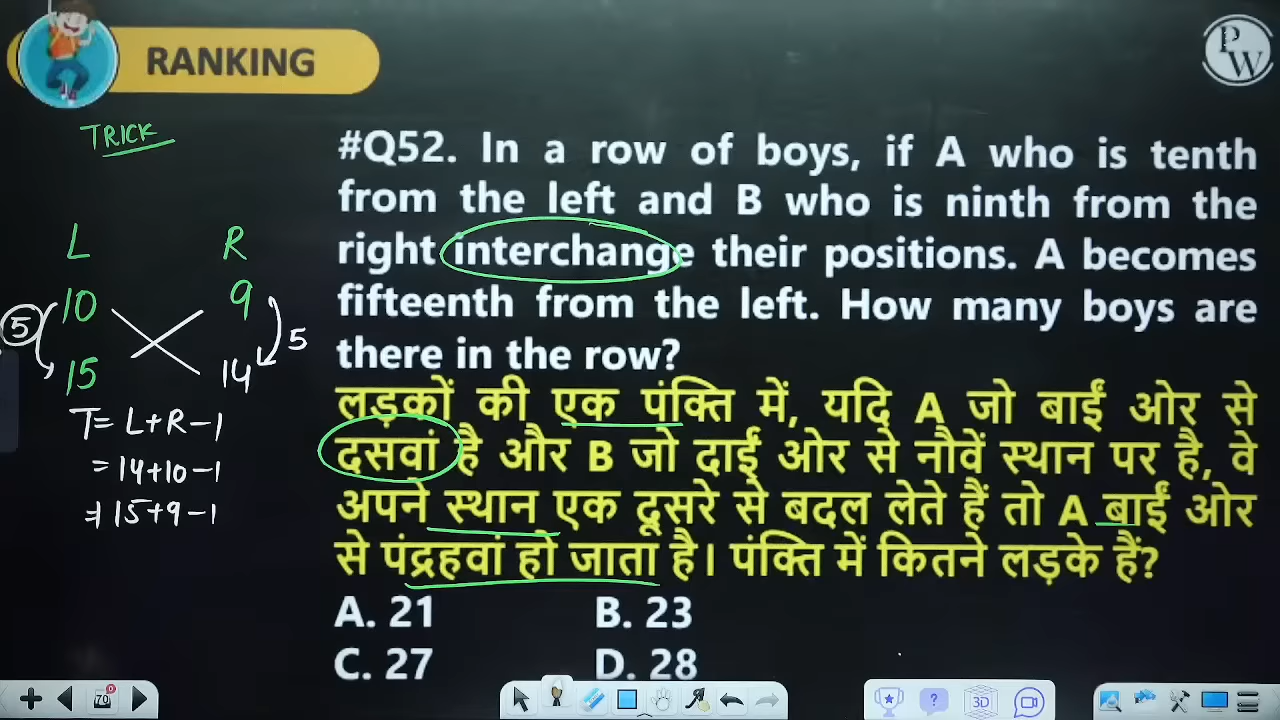 RANKING
PW
TRICK
L R
10 9
5 5
15 14
T = L+R-1
= 14+10-1
= 15+9-1
#Q52. In a row of boys, if A who is tenth
from the left and B who is ninth from the
right interchange their positions. A becomes
fifteenth from the left. How many boys are
there in the row?
लड़कों की एक पंक्ति में, यदि A जो बाईं ओर से
दसवां है और B जो दाईं ओर से नौवें स्थान पर है, वे
अपने स्थान एक दूसरे से बदल लेते हैं तो A बाईं ओर
से पंद्रहवां हो जाता है। पंक्ति में कितने लड़के हैं?
A. 21 B. 23
C. 27 D. 28
70
3D